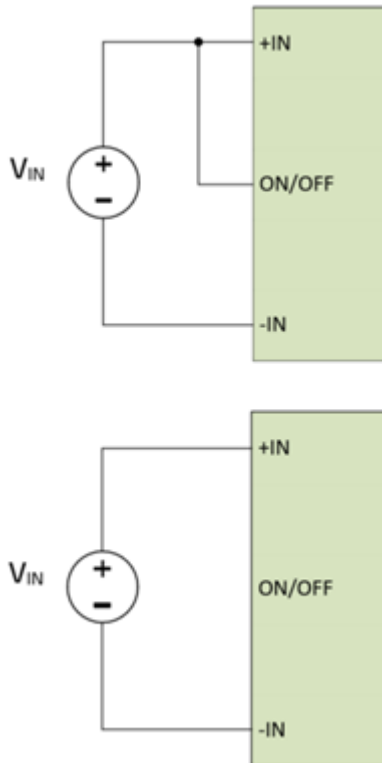 +IN
VIN
+
ON/OFF
-
-IN
+IN
VIN
+
ON/OFF
-
-IN